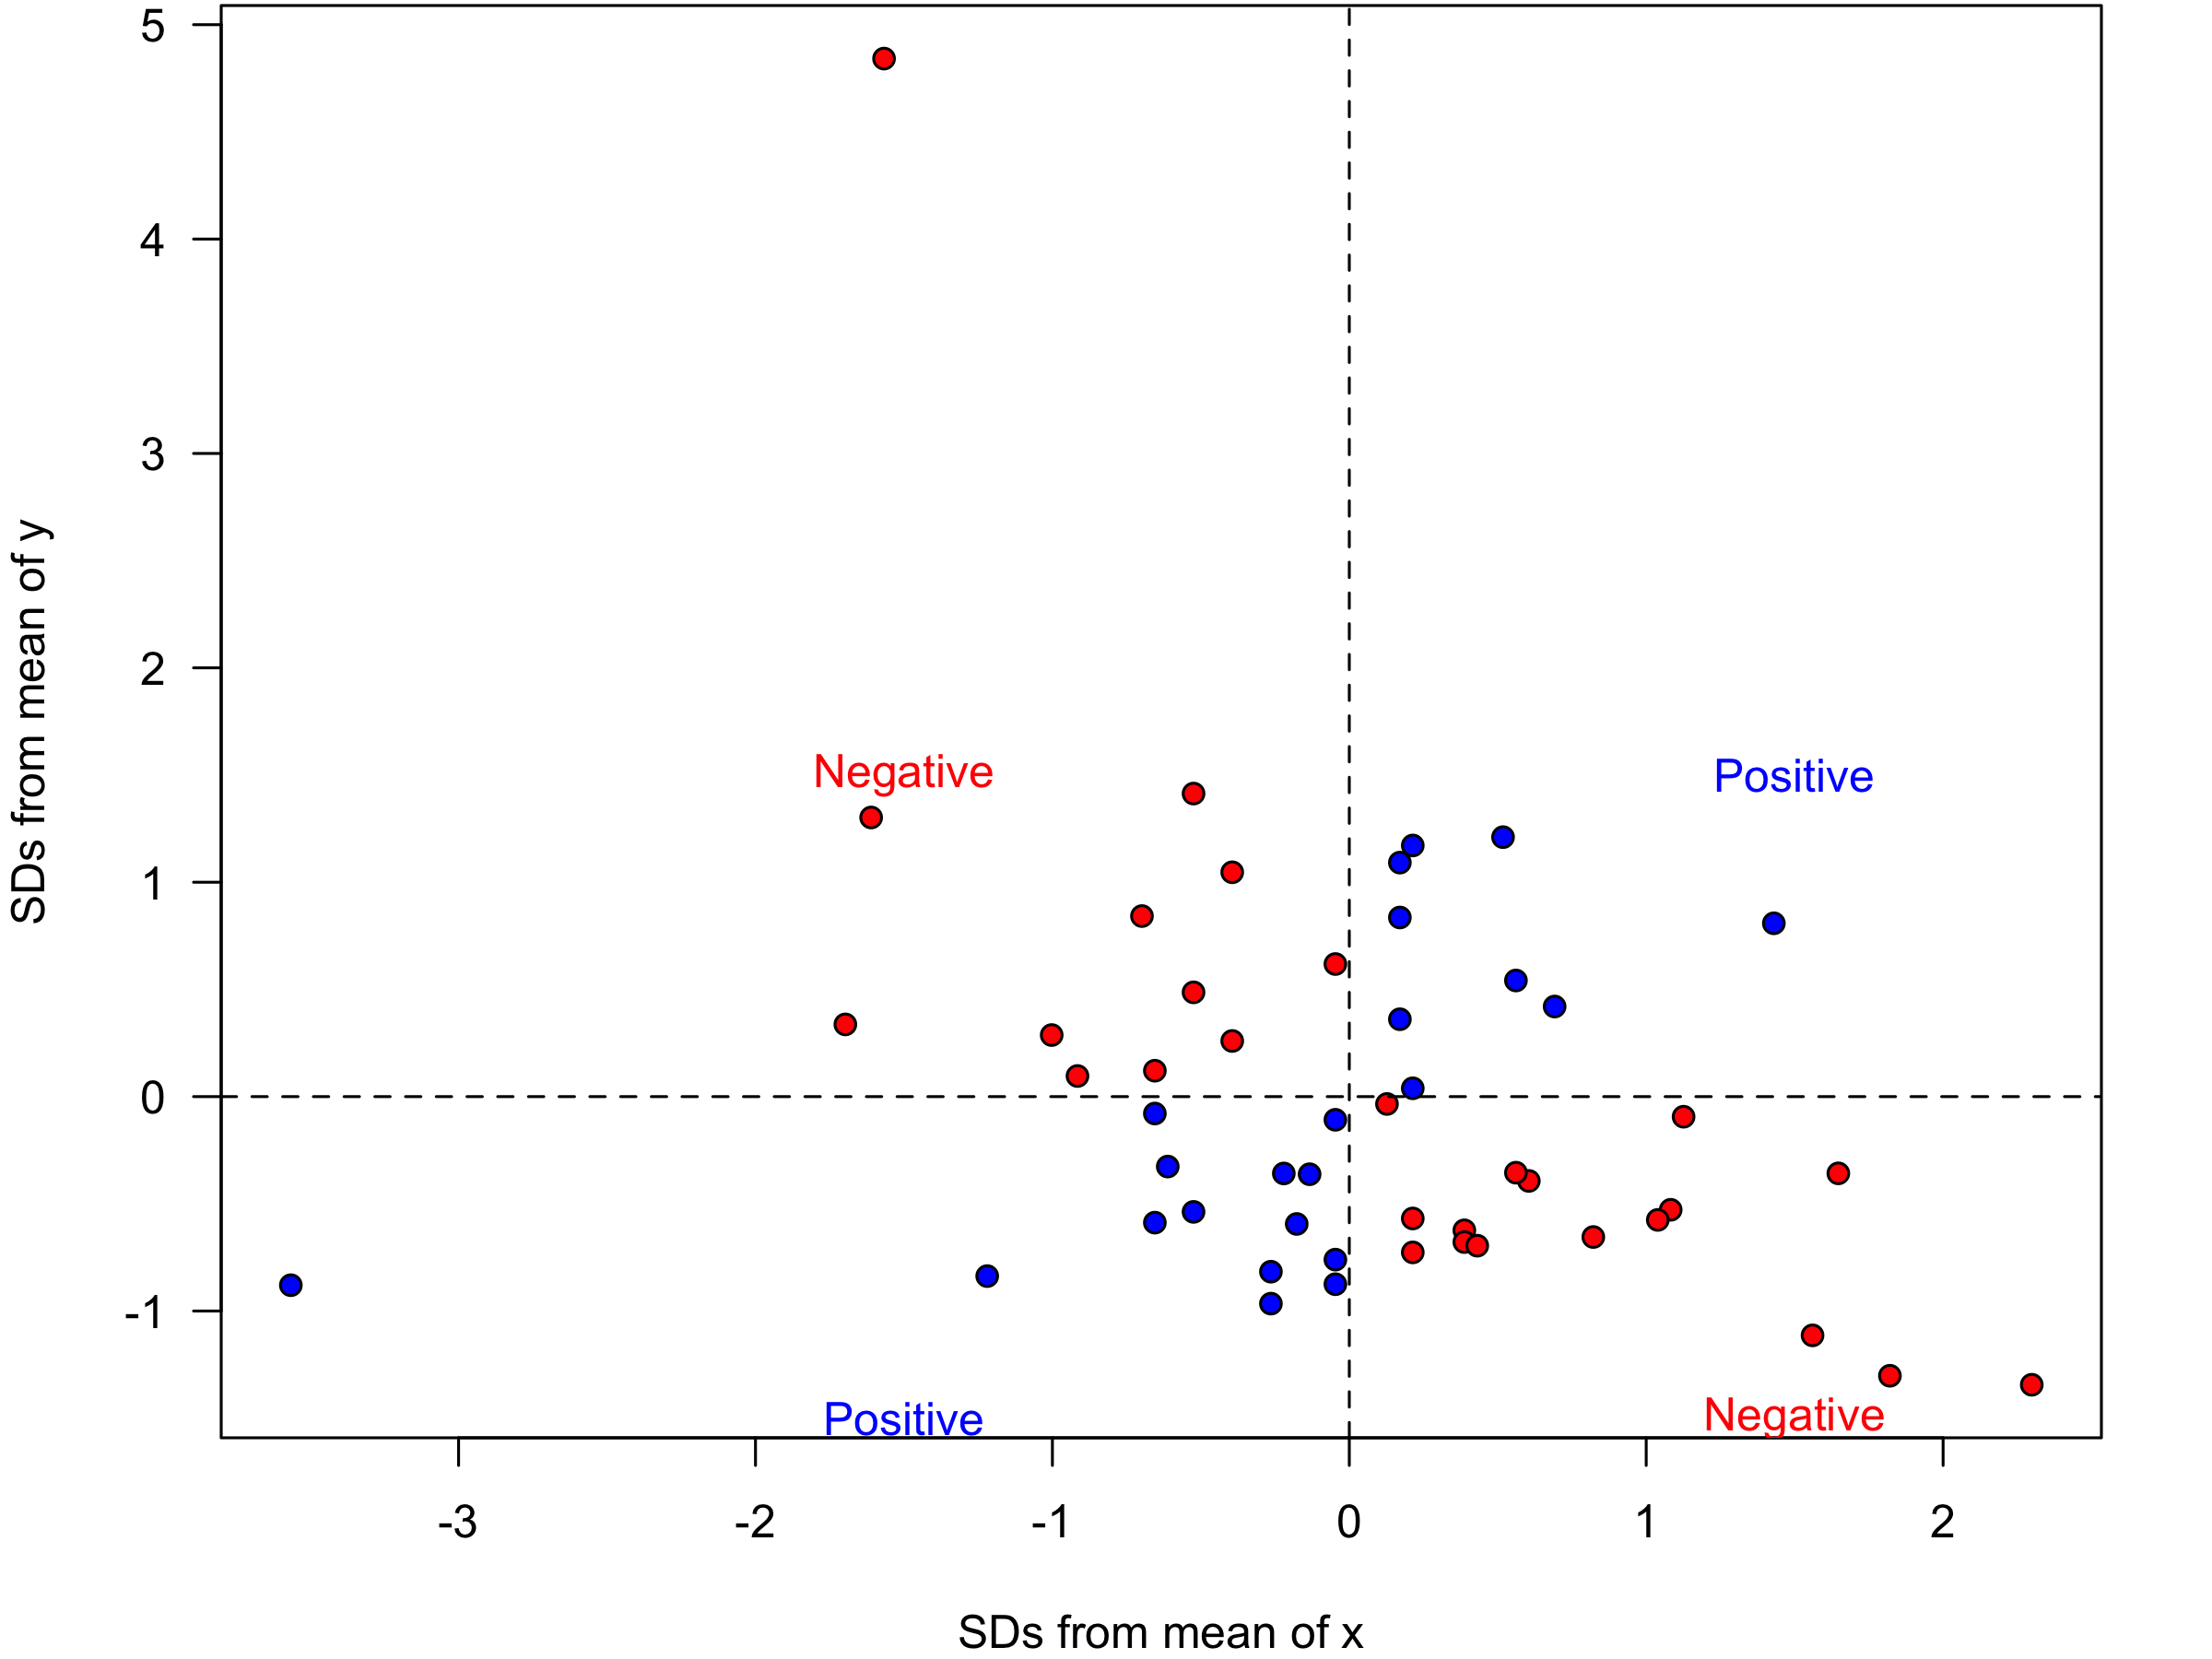 5
4
3
2
1
0
-1
SDs from mean of y
Negative
Positive
Positive
Negative
-3
-2
-1
0
1
2
SDs from mean of x